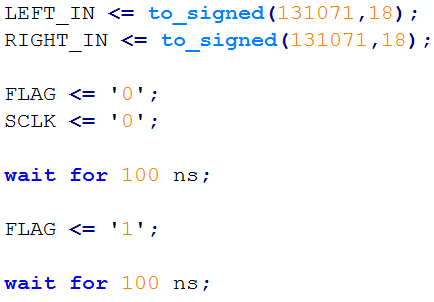 LEFT_IN <= to_signed(131071,18);
RIGHT_IN <= to_signed(131071,18);
FLAG <= '0';
SCLK <= '0';
wait for 100 ns;
FLAG <= '1';
wait for 100 ns;